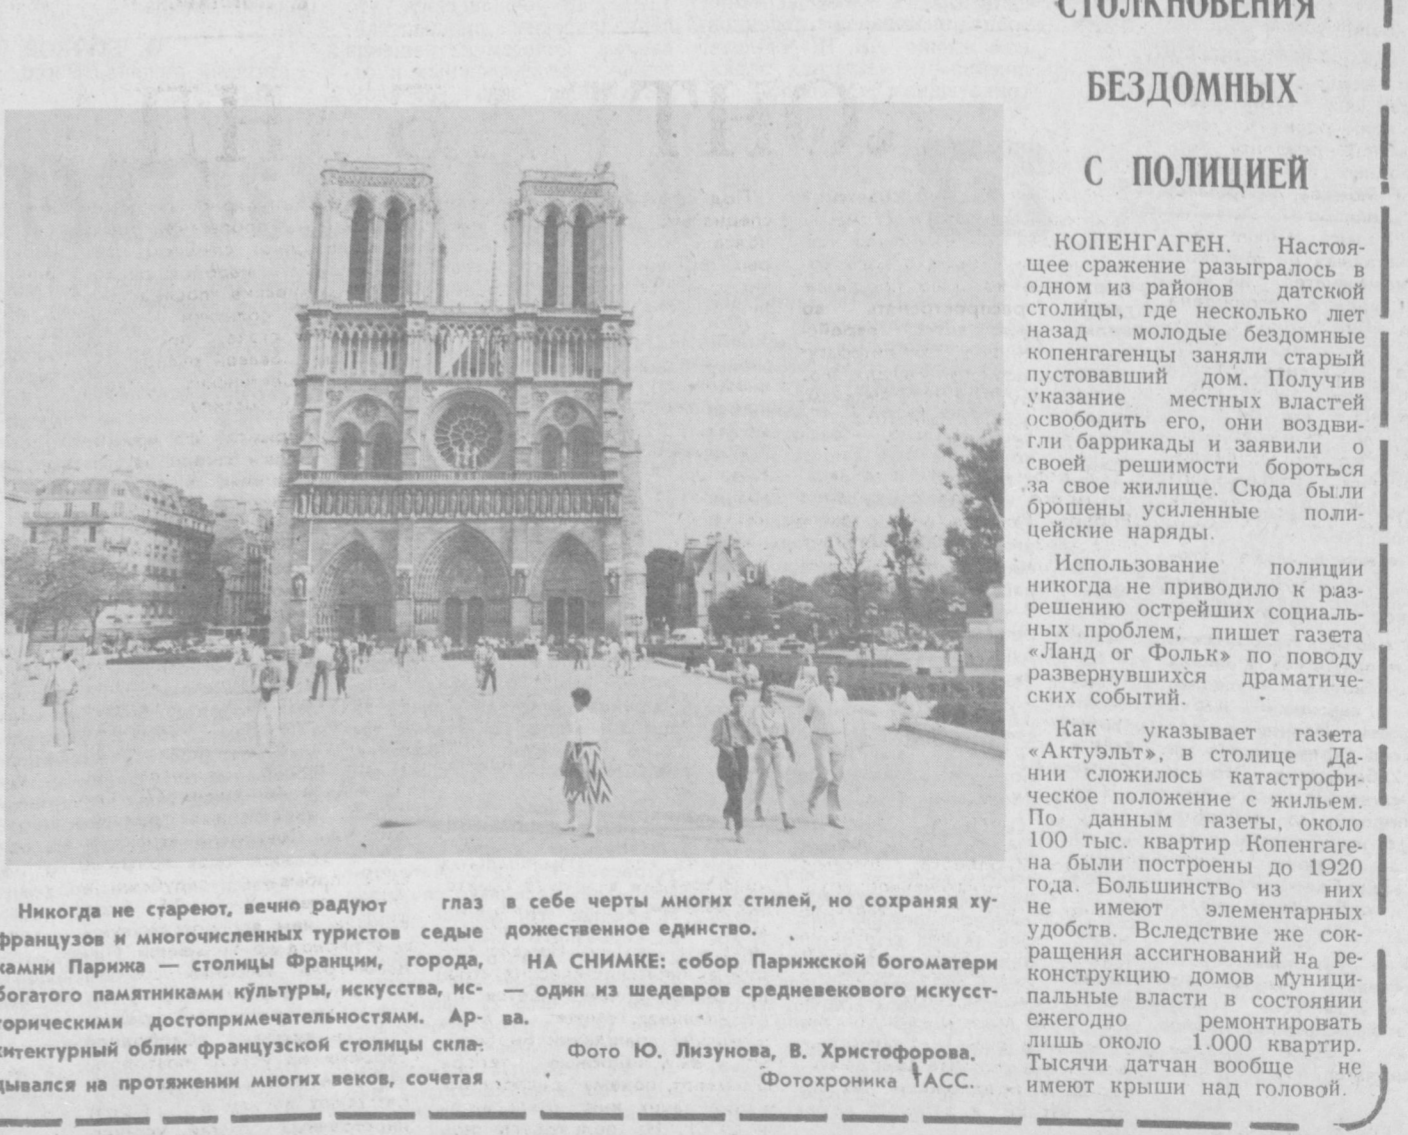 Никогда не стареют, вечно радуют глаз
французов и многочисленных туристов седые
камни Парижа — столицы Франции, города,
богатого памятниками культуры, искусства, ис-
торическими достопримечательностями. Ар-
хитектурный облик французской столицы скла-
дывался на протяжении многих веков, сочетая
в себе черты многих стилей, но сохраняя ху-
дожественное единство.
НА СНИМКЕ: собор Парижской богоматери
— один из шедевров средневекового искусст-
ва.
Фото Ю. Лизунова, В. Христофорова.
Фотохроника ТАСС.
СТОЛКНОВЕНИЯ
БЕЗДОМНЫХ
С ПОЛИЦИЕЙ
КОПЕНГАГЕН. Настоя-
щее сражение разыгралось в
одном из районов датской
столицы, где несколько лет
назад молодые бездомные
копенгагенцы заняли старый
пустовавший дом. Получив
указание местных властей
освободить его, они воздви-
гли баррикады и заявили о
своей решимости бороться
за свое жилище. Сюда были
брошены усиленные поли-
цейские наряды.
Использование полиции
никогда не приводило к раз-
решению острейших социаль-
ных проблем, пишет газета
«Ланд ог Фольк» по поводу
развернувшихся драматиче-
ских событий.
Как указывает газета
«Актуэльт», в столице Да-
нии сложилось катастрофи-
ческое положение с жильем.
По данным газеты, около
100 тыс. квартир Копенгаге-
на были построены до 1920
года. Большинство из них
не имеют элементарных
удобств. Вследствие же сок-
ращения ассигнований на ре-
конструкцию домов муници-
пальные власти в состоянии
ежегодно ремонтировать
лишь около 1.000 квартир.
Тысячи датчан вообще не
имеют крыши над головой.